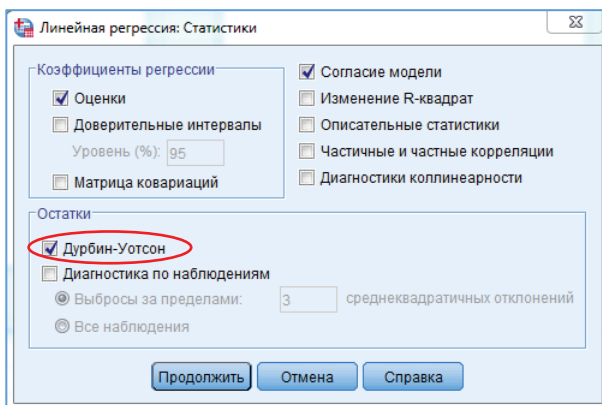 Линейная регрессия: Статистики
Коэффициенты регрессии
Оценки
Доверительные интервалы
Уровень (%): 95
Матрица ковариаций
Согласие модели
Изменение R-квадрат
Описательные статистики
Частичные и частные корреляции
Диагностики коллинеарности
Остатки
Дурбин-Уотсон
Диагностика по наблюдениям
Выбросы за пределами: 3 среднеквадратичных отклонений
Все наблюдения
Продолжить Отмена Справка